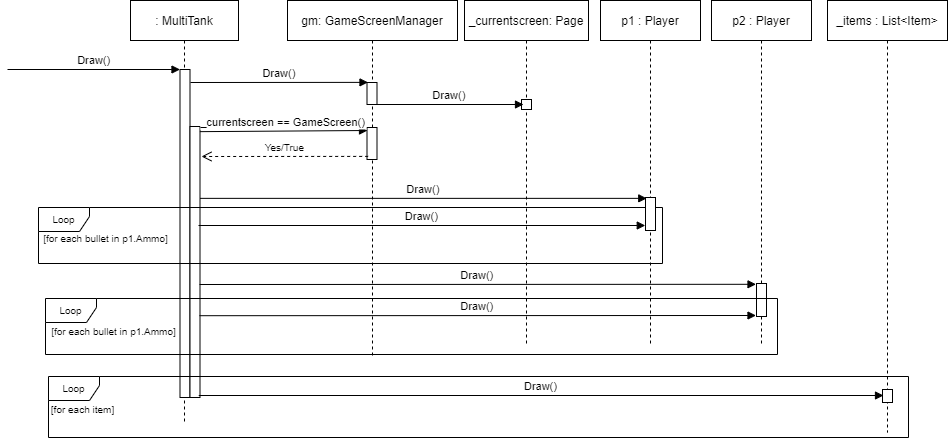 : MultiTank
gm: GameScreenManager
_currentscreen: Page
p1 : Player
p2 : Player
_items : List<Item>
Draw()
Draw()
Draw()
_currentscreen == GameScreen()
Yes/True
Draw()
Loop
Draw()
[for each bullet in p1.Ammo]
Draw()
Loop
Draw()
[for each bullet in p1.Ammo]
Loop
Draw()
[for each item]